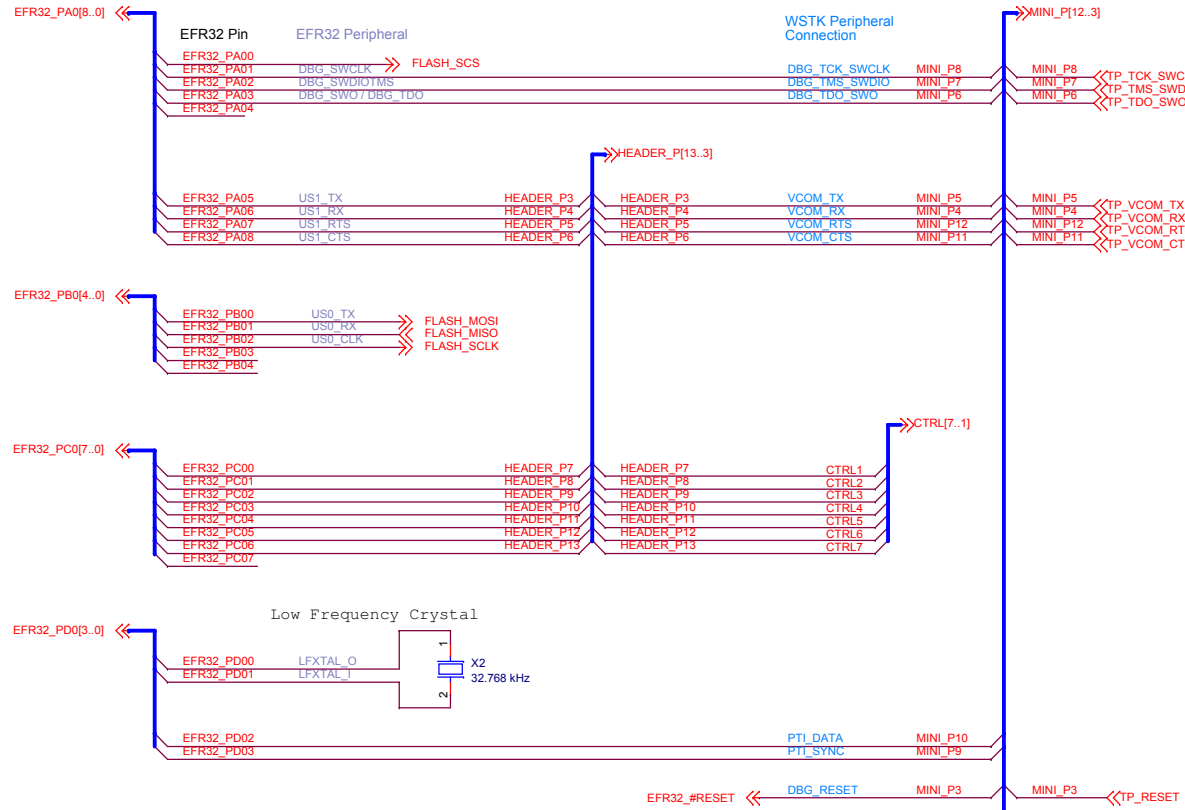 EFR32_PA0[8..0] MINI_P[12..3]
EFR32 Pin EFR32 Peripheral WSTK Peripheral
Connection
EFR32_PA00 FLASH_SCS
EFR32_PA01 DBG_SWCLK DBG_TCK_SWCLK MINI_P8 MINI_P8 TP_TCK_SWC
EFR32_PA02 DBG_SWDIOTMS DBG_TMS_SWDIO MINI_P7 MINI_P7 TP_TMS_SWD
EFR32_PA03 DBG_SWO / DBG_TDO DBG_TDO_SWO MINI_P6 MINI_P6 TP_TDO_SWO
EFR32_PA04
HEADER_P[13..3]
EFR32_PA05 US1_TX HEADER_P3 HEADER_P3 VCOM_TX MINI_P5 MINI_P5 TP_VCOM_TX
EFR32_PA06 US1_RX HEADER_P4 HEADER_P4 VCOM_RX MINI_P4 MINI_P4 TP_VCOM_RX
EFR32_PA07 US1_RTS HEADER_P5 HEADER_P5 VCOM_RTS MINI_P12 MINI_P12 TP_VCOM_RT
EFR32_PA08 US1_CTS HEADER_P6 HEADER_P6 VCOM_CTS MINI_P11 MINI_P11 TP_VCOM_CT
EFR32_PB0[4..0]
EFR32_PB00 US0_TX FLASH_MOSI
EFR32_PB01 US0_RX FLASH_MISO
EFR32_PB02 US0_CLK FLASH_SCLK
EFR32_PB03
EFR32_PB04
CTRL[7..1]
EFR32_PC0[7..0]
EFR32_PC00 HEADER_P7 HEADER_P7 CTRL1
EFR32_PC01 HEADER_P8 HEADER_P8 CTRL2
EFR32_PC02 HEADER_P9 HEADER_P9 CTRL3
EFR32_PC03 HEADER_P10 HEADER_P10 CTRL4
EFR32_PC04 HEADER_P11 HEADER_P11 CTRL5
EFR32_PC05 HEADER_P12 HEADER_P12 CTRL6
EFR32_PC06 HEADER_P13 HEADER_P13 CTRL7
EFR32_PC07
Low Frequency Crystal
EFR32_PD0[3..0]
1
EFR32_PD00 LFXTAL_O X2
EFR32_PD01 LFXTAL_I 32.768 kHz
2
EFR32_PD02 PTI_DATA MINI_P10
EFR32_PD03 PTI_SYNC MINI_P9
EFR32_#RESET DBG_RESET MINI_P3 MINI_P3 TP_RESET